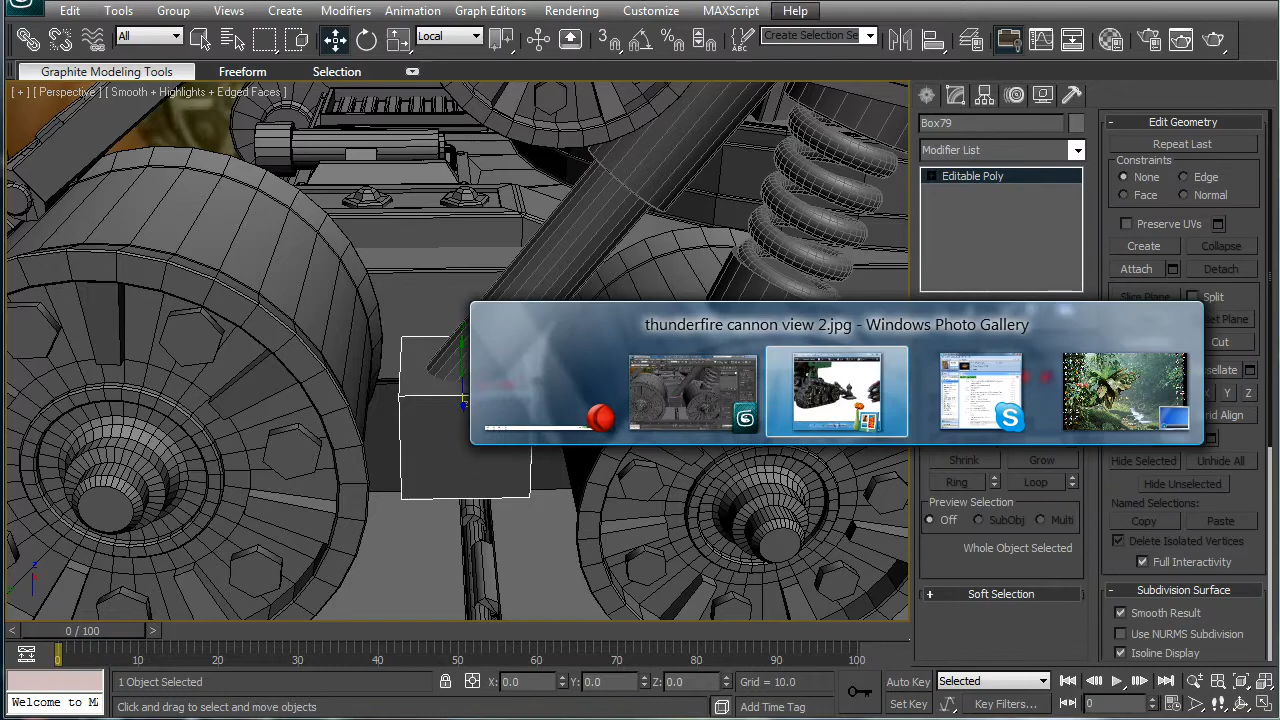 Edit Tools Group Views Create Modifiers Animation Graph Editors Rendering Customize MAXScript Help
All Local Create Selection Se
Graphite Modeling Tools Freeform Selection
[ + ] [ Perspective ] [ Smooth + Highlights + Edged Faces ]
Box79
Modifier List
Editable Poly
- Edit Geometry
Repeat Last
Constraints
None Edge
Face Normal
Preserve UVs
Create Collapse
Attach Detach
Split
Cut
thunderfire cannon view 2.jpg - Windows Photo Gallery
X Y Z
Hide Selected Unhide All
Hide Unselected
Named Selections:
Copy Paste
Delete Isolated Vertices
Full Interactivity
Shrink Grow
Ring Loop
Preview Selection
Off SubObj Multi
Whole Object Selected
+ Soft Selection
- Subdivision Surface
Smooth Result
Use NURMS Subdivision
Isoline Display
< 0 / 100 >
0 10 20 30 40 50 60 70 80 90 100
1 Object Selected X: 0.0 Y: 0.0 Z: 0.0 Grid = 10.0 Auto Key Selected
Welcome to M
Click and drag to select and move objects Add Time Tag Set Key Key Filters... 0